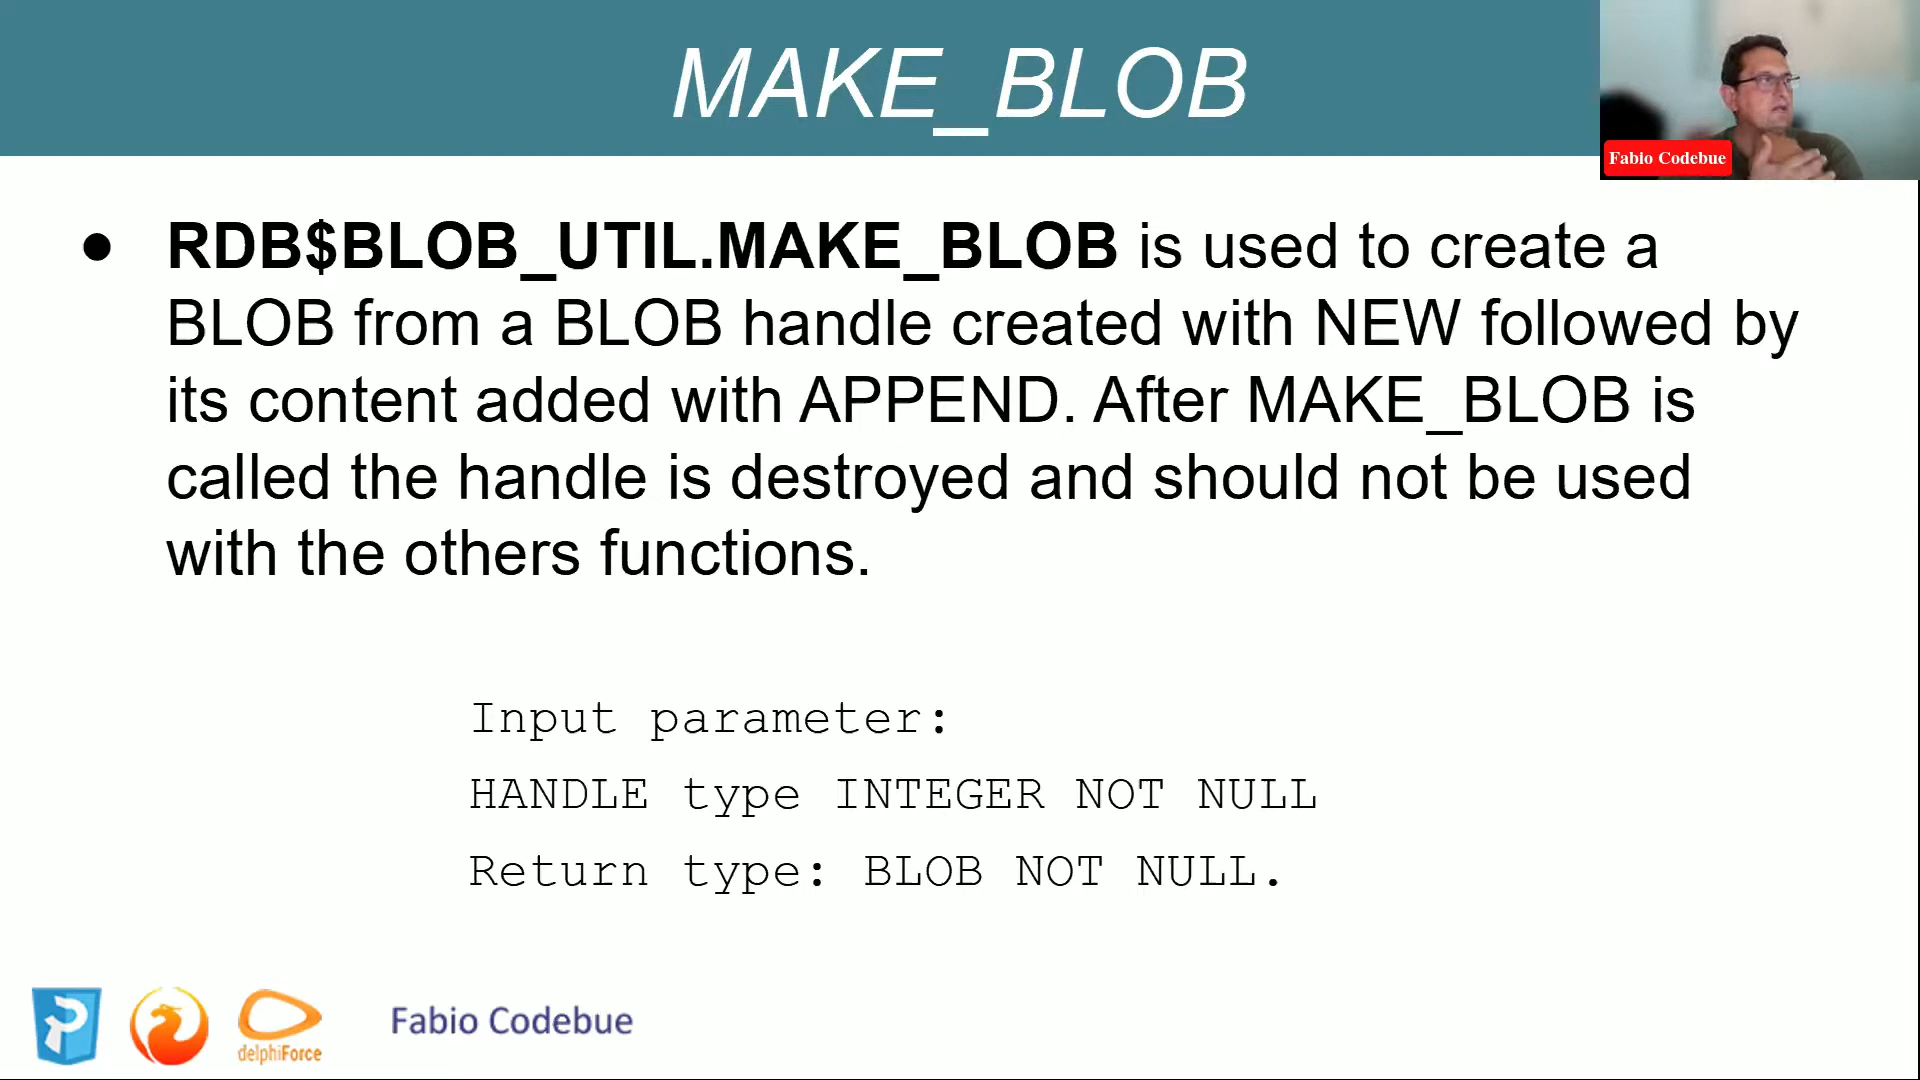 MAKE_BLOB
Fabio Codebue
● RDB$BLOB_UTIL.MAKE_BLOB is used to create a
BLOB from a BLOB handle created with NEW followed by
its content added with APPEND. After MAKE_BLOB is
called the handle is destroyed and should not be used
with the others functions.
Input parameter:
HANDLE type INTEGER NOT NULL
Return type: BLOB NOT NULL.
delphiForce
Fabio Codebue